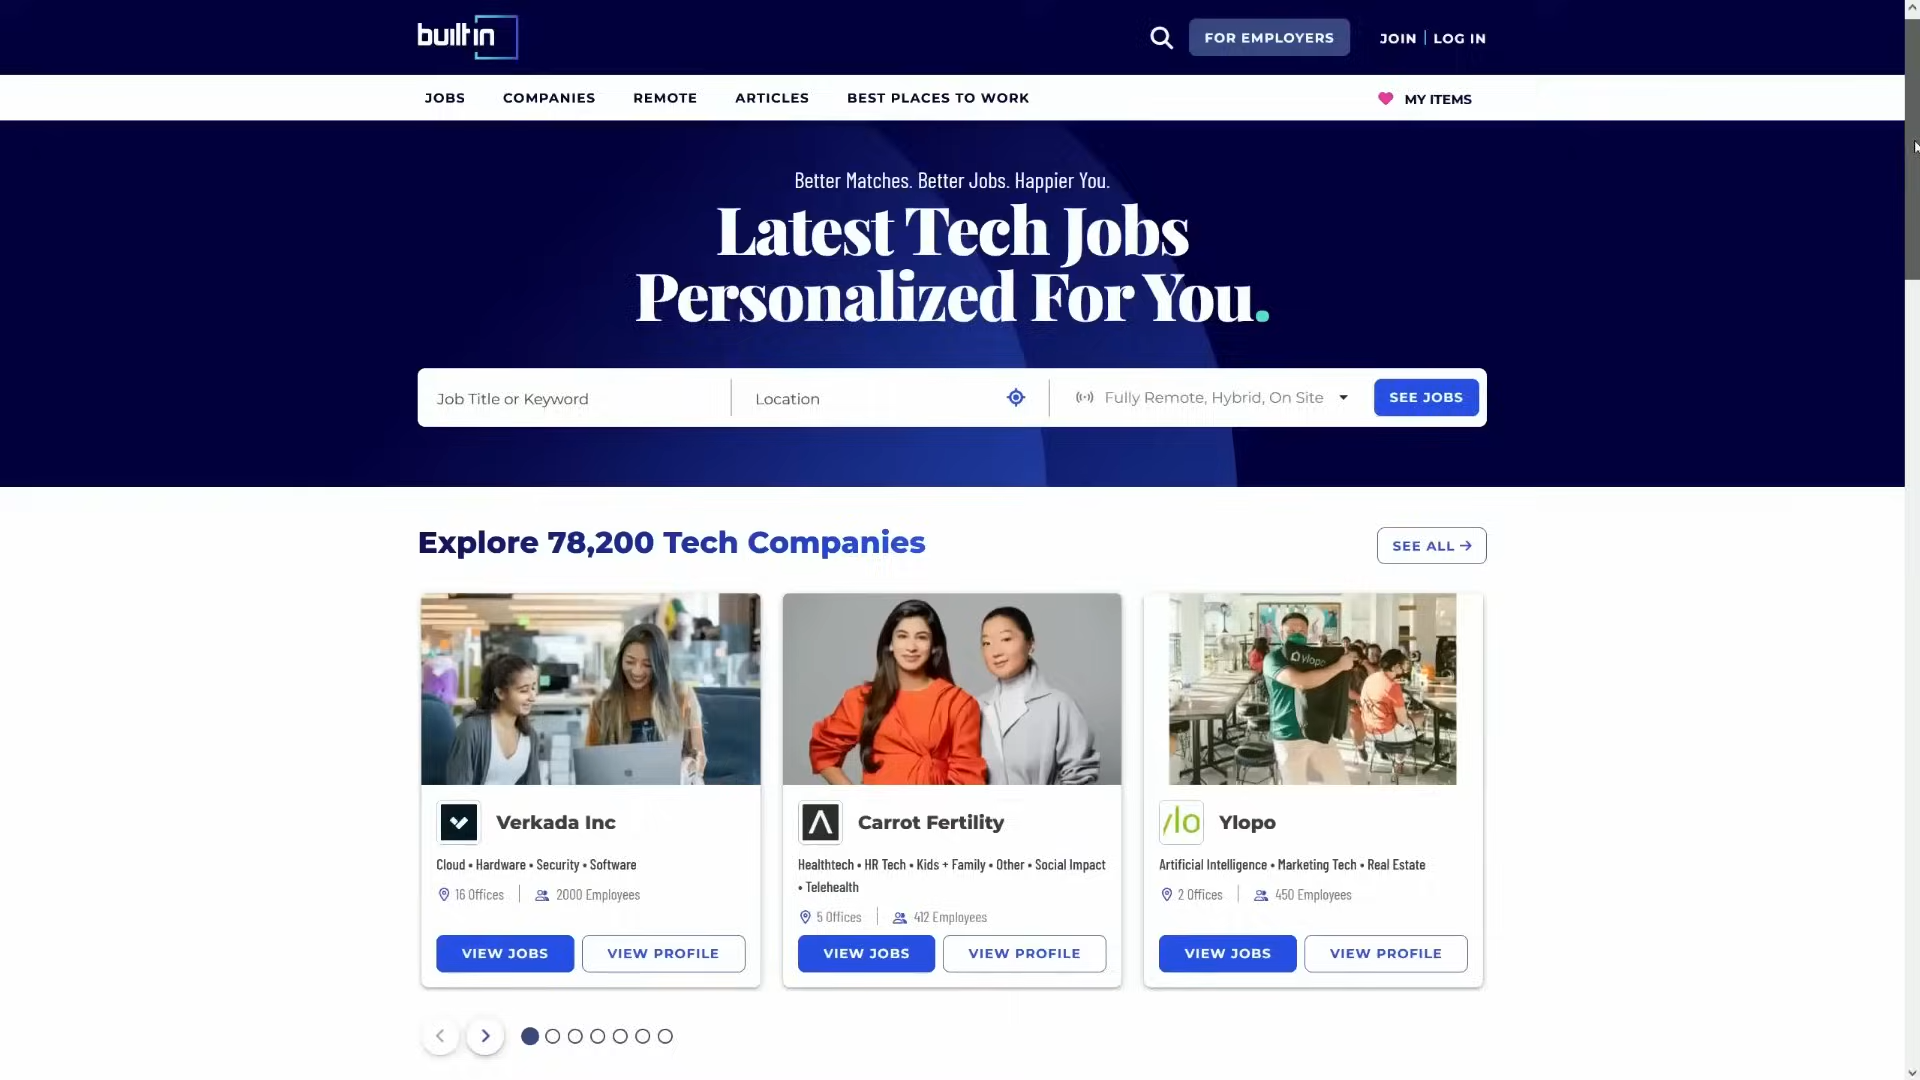 builtin
FOR EMPLOYERS
JOIN
LOG IN
JOBS
COMPANIES
REMOTE
ARTICLES
BEST PLACES TO WORK
MY ITEMS
Better Matches. Better Jobs. Happier You.
Latest Tech Jobs
Personalized For You.
Job Title or Keyword
Location
Fully Remote, Hybrid, On Site
SEE JOBS
Explore 78,200 Tech Companies
SEE ALL →
ylopo
Verkada Inc
Cloud • Hardware • Security • Software
16 Offices
2000 Employees
VIEW JOBS
VIEW PROFILE
Carrot Fertility
Healthtech • HR Tech • Kids + Family • Other • Social Impact
• Telehealth
5 Offices
412 Employees
VIEW JOBS
VIEW PROFILE
ylo
Ylopo
Artificial Intelligence • Marketing Tech • Real Estate
2 Offices
450 Employees
VIEW JOBS
VIEW PROFILE